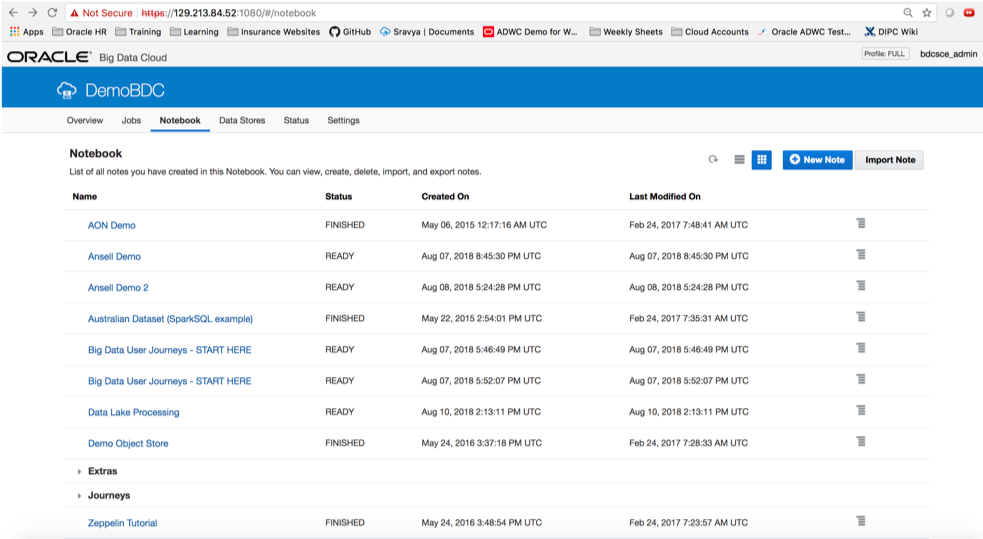 Not Secure https://129.213.84.52:1080/#/notebook
Apps Oracle HR Training Learning Insurance Websites GitHub Sravya | Documents ADWC Demo for W... Weekly Sheets Cloud Accounts Oracle ADWC Test... DIPC Wiki
ORACLE Big Data Cloud Profile: FULL bdcsce_admin
DemoBDC
Overview Jobs Notebook Data Stores Status Settings
Notebook
List of all notes you have created in this Notebook. You can view, create, delete, import, and export notes.
New Note Import Note
Name Status Created On Last Modified On
AON Demo FINISHED May 06, 2015 12:17:16 AM UTC Feb 24, 2017 7:48:41 AM UTC
Ansell Demo READY Aug 07, 2018 8:45:30 PM UTC Aug 07, 2018 8:45:30 PM UTC
Ansell Demo 2 READY Aug 08, 2018 5:24:28 PM UTC Aug 08, 2018 5:24:28 PM UTC
Australian Dataset (SparkSQL example) FINISHED May 22, 2015 2:54:01 PM UTC Feb 24, 2017 7:35:31 AM UTC
Big Data User Journeys - START HERE READY Aug 07, 2018 5:46:49 PM UTC Aug 07, 2018 5:46:49 PM UTC
Big Data User Journeys - START HERE READY Aug 07, 2018 5:52:07 PM UTC Aug 07, 2018 5:52:07 PM UTC
Data Lake Processing READY Aug 10, 2018 2:13:11 PM UTC Aug 10, 2018 2:13:11 PM UTC
Demo Object Store FINISHED May 24, 2016 3:37:18 PM UTC Feb 24, 2017 7:28:33 AM UTC
Extras
Journeys
Zeppelin Tutorial FINISHED May 24, 2016 3:48:54 PM UTC Feb 24, 2017 7:23:57 AM UTC